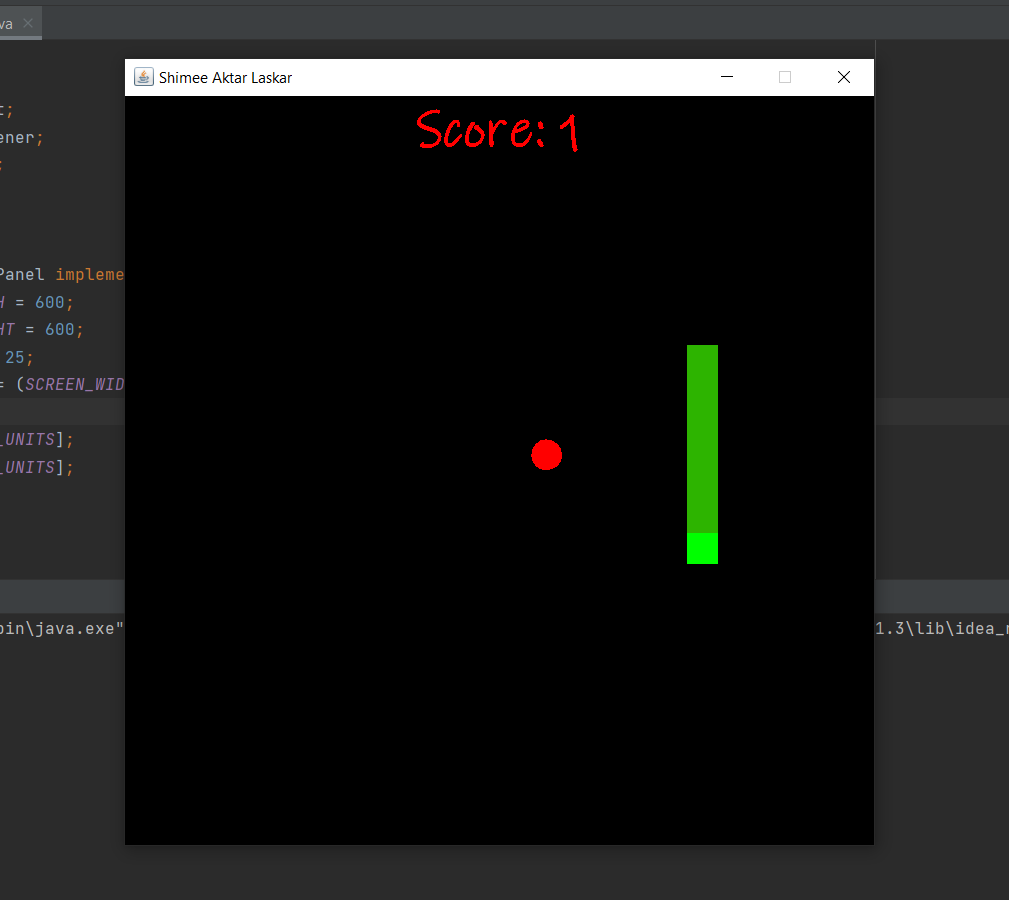 va
Shimee Aktar Laskar
Score: 1
t;
ener;
;
Panel impleme
H = 600;
HT = 600;
25;
= (SCREEN_WID
_UNITS];
_UNITS];
bin\java.exe" 1.3\lib\idea_r